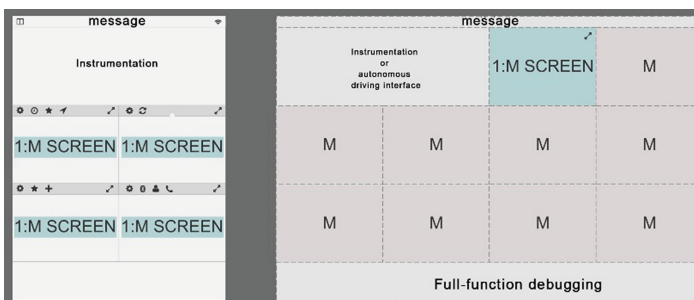 message
Instrumentation
1:M SCREEN 1:M SCREEN
1:M SCREEN 1:M SCREEN
message
Instrumentation
or
autonomous
driving interface
1:M SCREEN
M
M M M M
M M M M
Full-function debugging